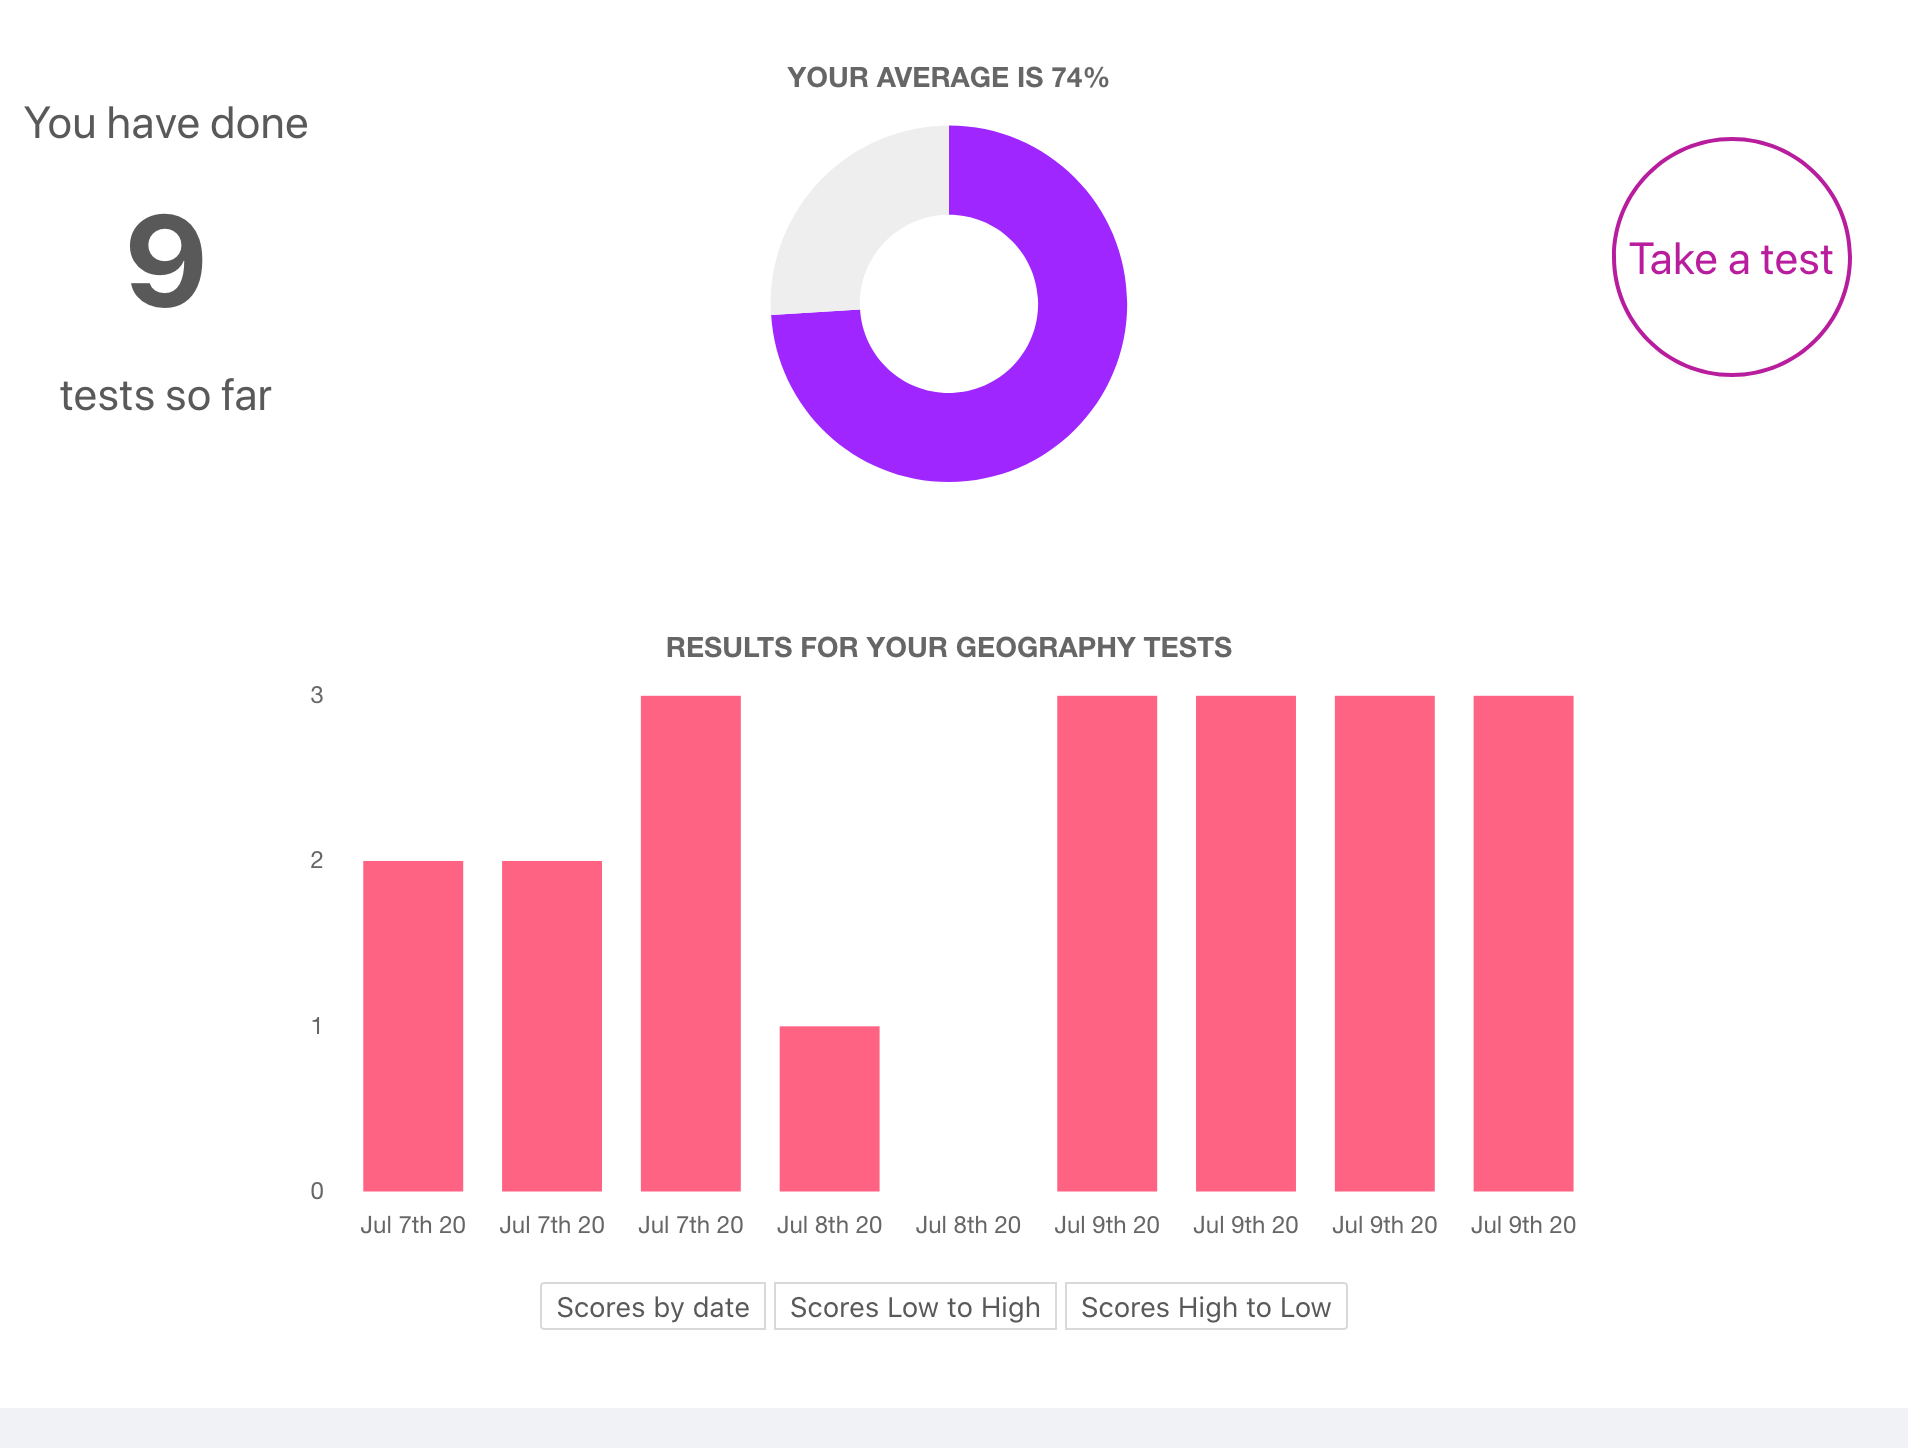 YOUR AVERAGE IS 74%
You have done
9
tests so far
Take a test
RESULTS FOR YOUR GEOGRAPHY TESTS
3
2
1
0
Jul 7th 20 Jul 7th 20 Jul 7th 20 Jul 8th 20 Jul 8th 20 Jul 9th 20 Jul 9th 20 Jul 9th 20 Jul 9th 20
Scores by date Scores Low to High Scores High to Low